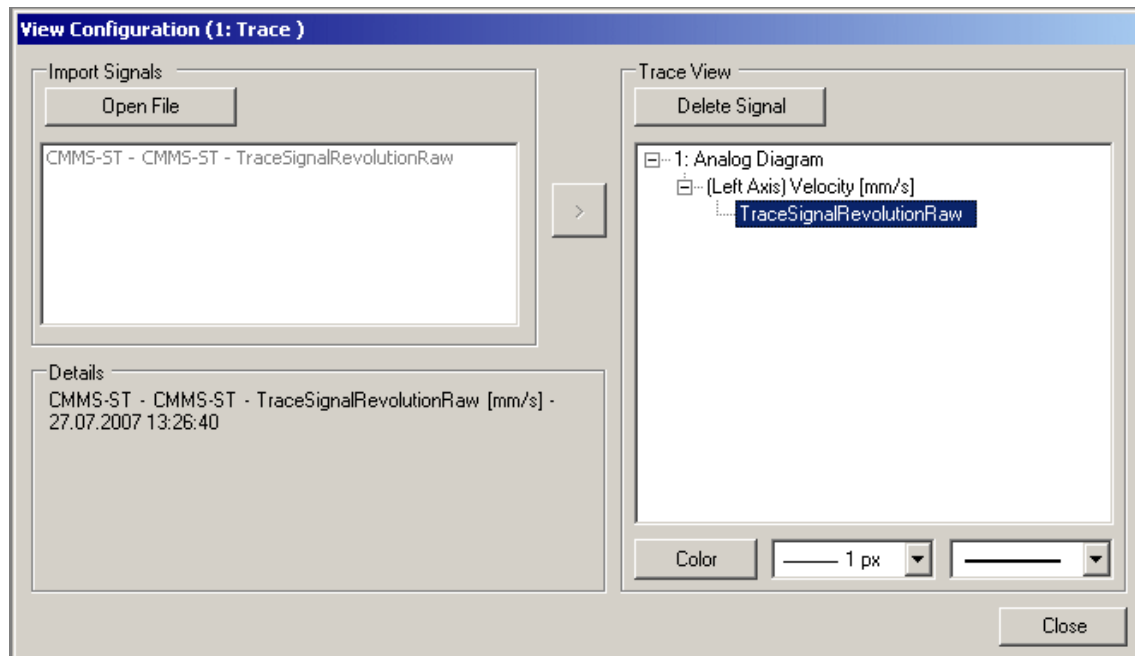 View Configuration (1: Trace )
Import Signals
Open File
CMMS-ST - CMMS-ST - TraceSignalRevolutionRaw
>
Details
CMMS-ST - CMMS-ST - TraceSignalRevolutionRaw [mm/s] -
27.07.2007 13:26:40
Trace View
Delete Signal
1: Analog Diagram
(Left Axis) Velocity [mm/s]
TraceSignalRevolutionRaw
Color
1 px
Close